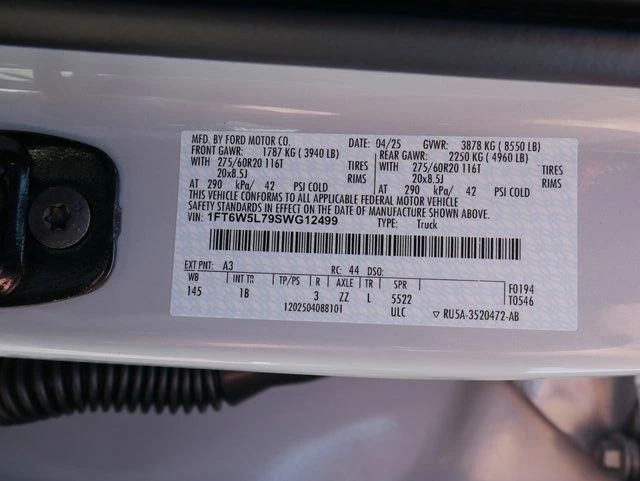 MFD. BY FORD MOTOR CO. 04/25 GVWR: 3878 KG ( 8550 LB)
FRONT GAWR: 1787 KG ( 3940 LB) REAR GAWR: 2250 KG ( 4960 LB)
WITH 275/60R20 116T TIRES WITH 275/60R20 116T TIRES
20x8.5J RIMS 20x8.5J RIMS
AT 290 kPa/ 42 PSI COLD AT 290 kPa/ 42 PSI COLD
THIS VEHICLE CONFORMS TO ALL APPLICABLE FEDERAL MOTOR VEHICLE
SAFETY STANDARDS IN EFFECT ON THE DATE OF MANUFACTURE SHOWN ABOVE.
VIN: 1FT6W5L79SWG12499 TYPE: Truck
EXT PNT: A3 RC: 44 DSO:
WB INT TR TP/PS R AXLE TR SPR F0194
145 1B 3 ZZ L 5522 T0546
1202504088101 ULC ▽ RU5A-3520472-AB